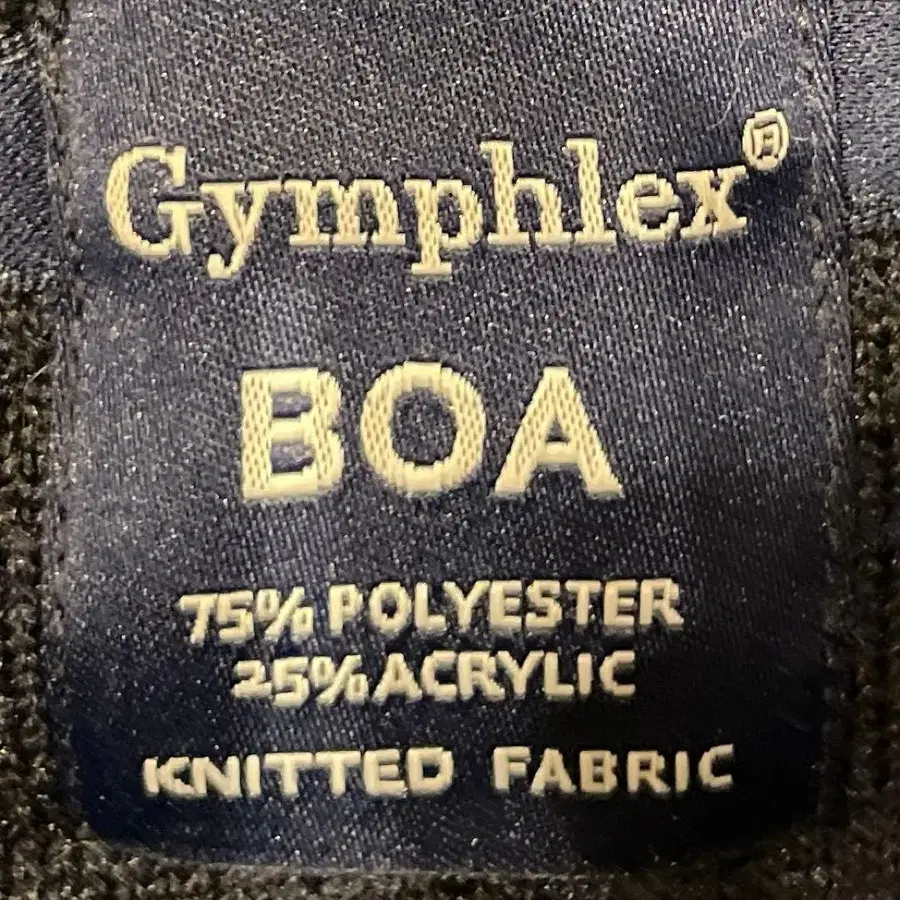 Gymphlex®
BOA
75% POLYESTER
25% ACRYLIC
KNITTED FABRIC